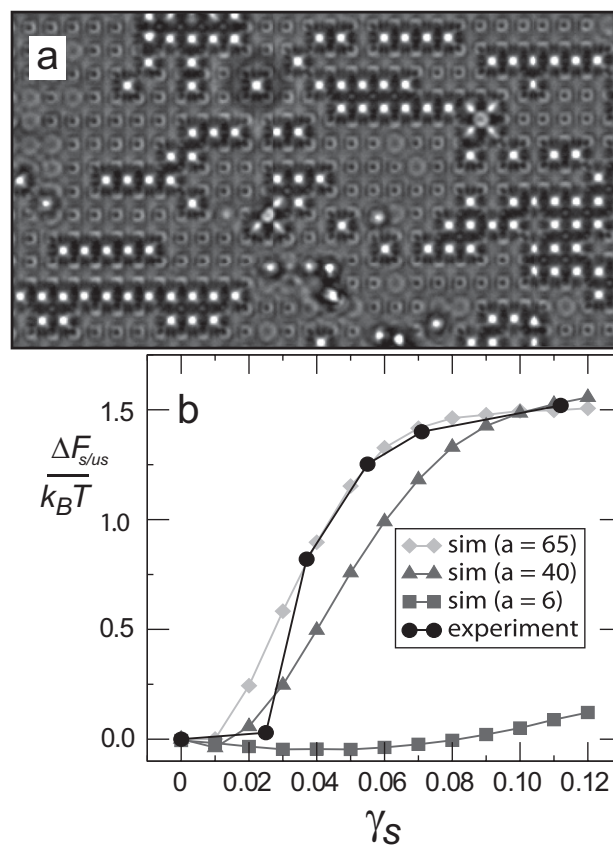 a
b
ΔF_{s/us}
k_BT
1.5
1.0
0.5
0.0
sim (a = 65)
sim (a = 40)
sim (a = 6)
experiment
0
0.02
0.04
0.06
0.08
0.10
0.12
γ_s